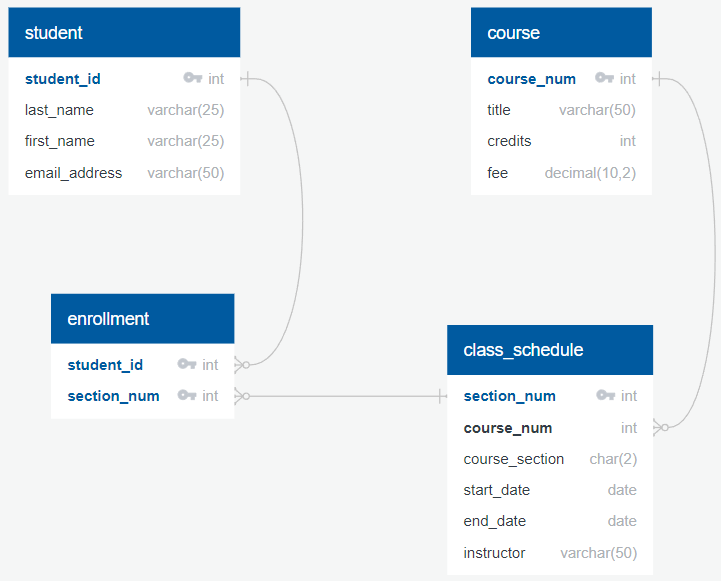 student
student_id int
last_name varchar(25)
first_name varchar(25)
email_address varchar(50)
course
course_num int
title varchar(50)
credits int
fee decimal(10,2)
enrollment
student_id int
section_num int
class_schedule
section_num int
course_num int
course_section char(2)
start_date date
end_date date
instructor varchar(50)